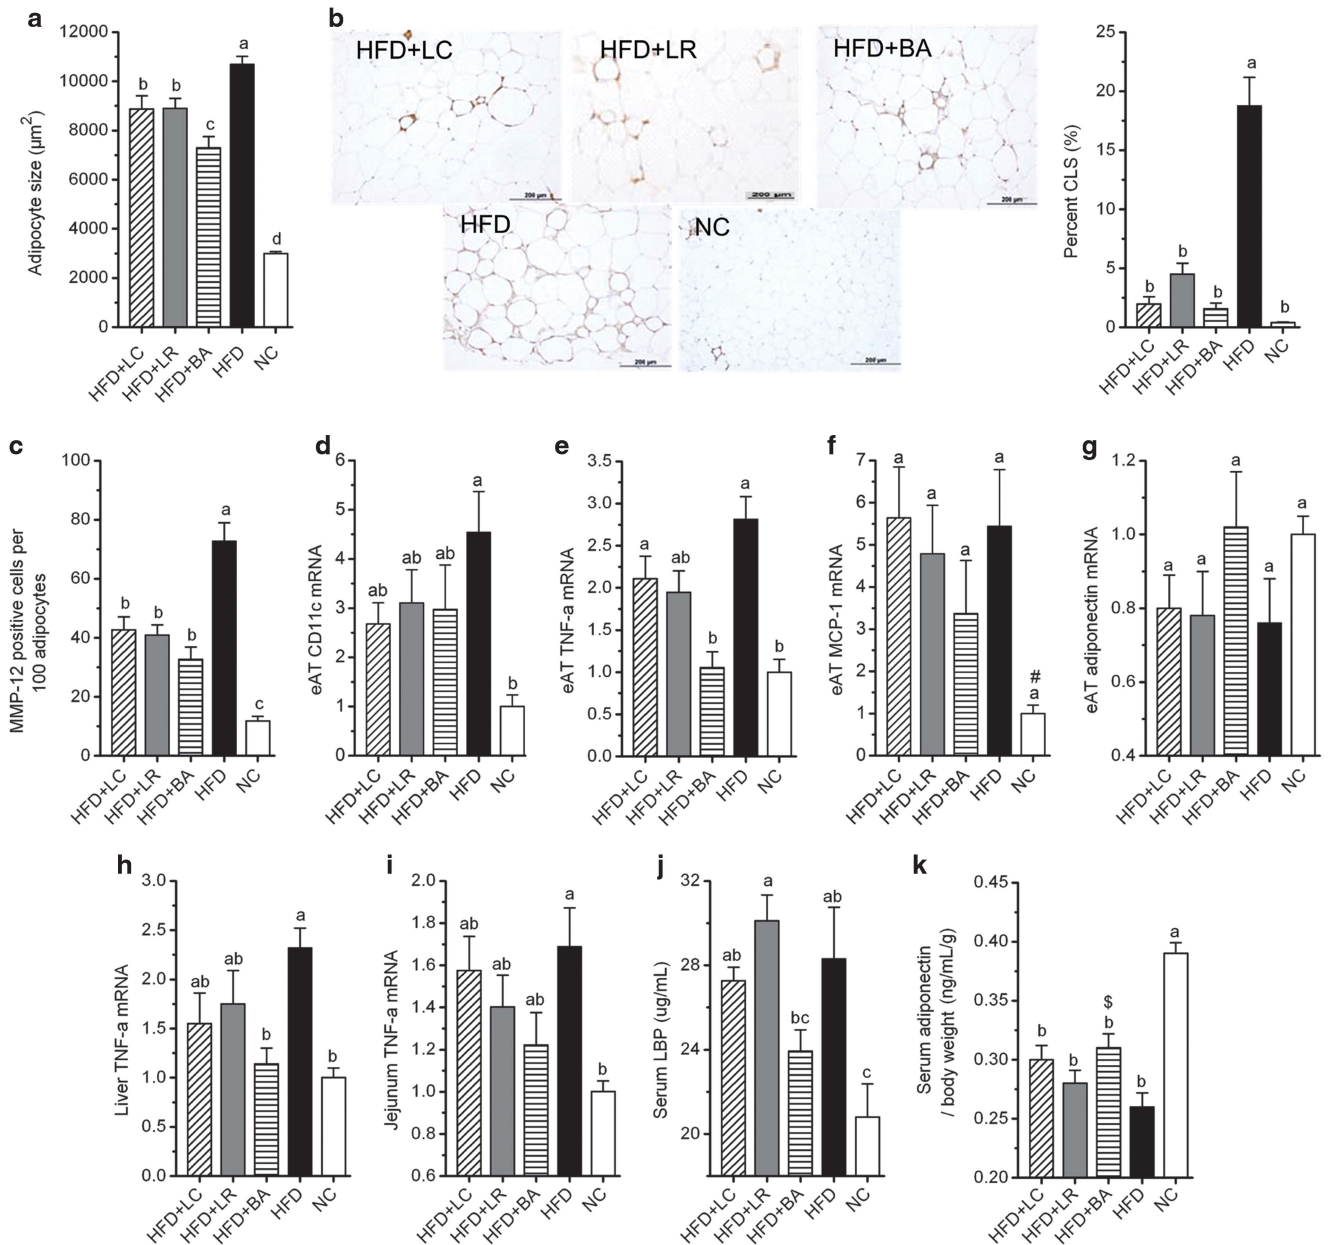 a
Adipocyte size (µm²)
12000
10000
8000
6000
4000
2000
0
b
b
c
a
d
HFD+LC
HFD+LR
HFD+BA
HFD
NC
b
HFD+LC
200 µm
HFD+LR
200 µm
HFD+BA
200 µm
HFD
200 µm
NC
200 µm
Percent CLS (%)
25
20
15
10
5
0
b
b
b
a
b
HFD+LC
HFD+LR
HFD+BA
HFD
NC
c
MMP-12 positive cells per
100 adipocytes
100
80
60
40
20
0
b
b
b
a
c
HFD+LC
HFD+LR
HFD+BA
HFD
NC
d
eAT CD11c mRNA
6
5
4
3
2
1
0
ab
ab
ab
a
b
HFD+LC
HFD+LR
HFD+BA
HFD
NC
e
eAT TNF-a mRNA
3.5
3.0
2.5
2.0
1.5
1.0
0.5
0.0
a
ab
b
a
b
HFD+LC
HFD+LR
HFD+BA
HFD
NC
f
eAT MCP-1 mRNA
7
6
5
4
3
2
1
0
a
a
a
a
#
a
HFD+LC
HFD+LR
HFD+BA
HFD
NC
g
eAT adiponectin mRNA
1.2
1.0
0.8
0.6
0.4
a
a
a
a
a
HFD+LC
HFD+LR
HFD+BA
HFD
NC
h
Liver TNF-a mRNA
3.0
2.5
2.0
1.5
1.0
0.5
0.0
ab
ab
b
a
b
HFD+LC
HFD+LR
HFD+BA
HFD
NC
i
Jejunum TNF-a mRNA
2.0
1.8
1.6
1.4
1.2
1.0
0.8
0.6
ab
ab
ab
a
b
HFD+LC
HFD+LR
HFD+BA
HFD
NC
j
Serum LBP (ug/mL)
32
28
24
20
ab
a
bc
ab
c
HFD+LC
HFD+LR
HFD+BA
HFD
NC
k
Serum adiponectin
/ body weight (ng/mL/g)
0.45
0.40
0.35
0.30
0.25
0.20
b
b
$
b
b
a
HFD+LC
HFD+LR
HFD+BA
HFD
NC